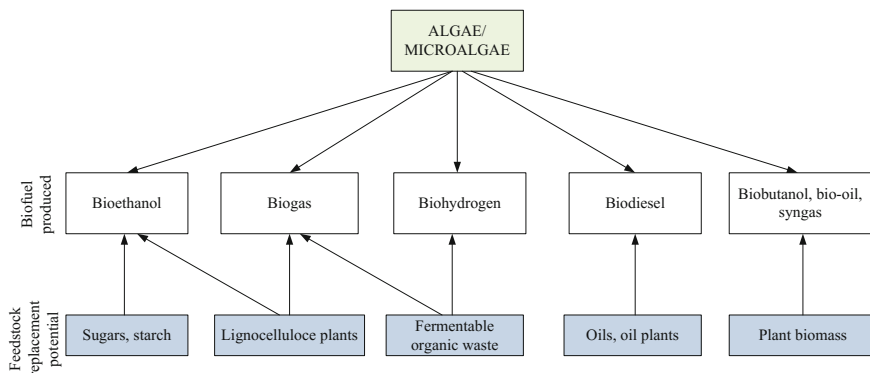 ALGAE/
MICROALGAE
Biofuel
produced
Bioethanol
Biogas
Biohydrogen
Biodiesel
Biobutanol, bio-oil,
syngas
Feedstock
replacement
potential
Sugars, starch
Lignocelluloce plants
Fermentable
organic waste
Oils, oil plants
Plant biomass